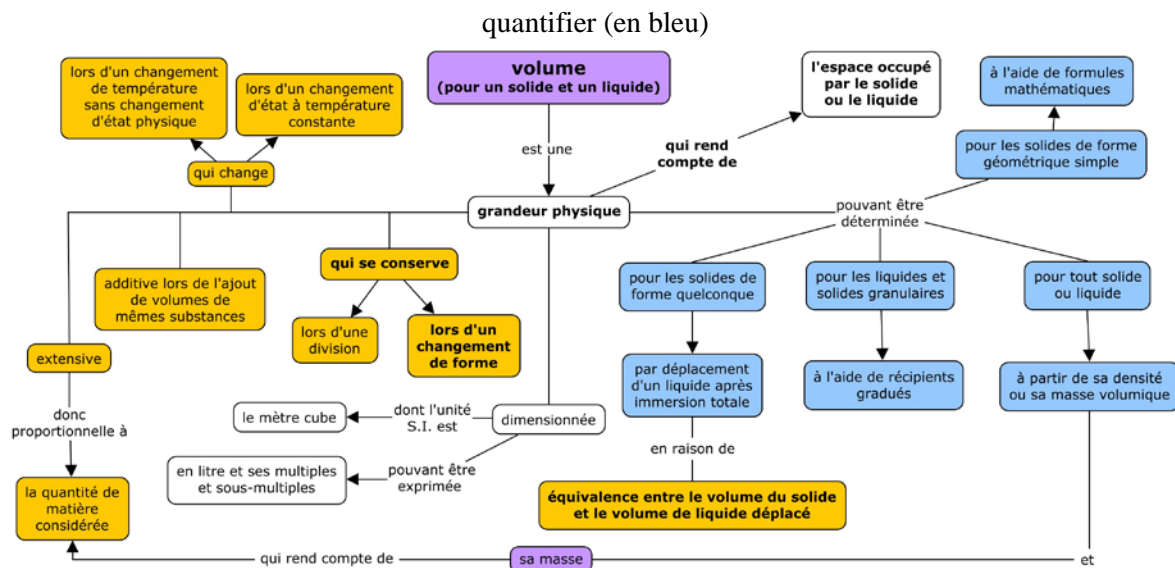 quantifier (en bleu)
lors d'un changement
de température
sans changement
d'état physique
lors d'un changement
d'état à température
constante
volume
(pour un solide et un liquide)
l'espace occupé
par le solide
ou le liquide
à l'aide de formules
mathématiques
est une
qui rend
compte de
pour les solides de forme
géométrique simple
qui change
grandeur physique
pouvant être
déterminée
additive lors de l'ajout
de volumes de
mêmes substances
qui se conserve
pour les solides de
forme quelconque
pour les liquides et
solides granulaires
pour tout solide
ou liquide
extensive
lors d'une
division
lors d'un
changement
de forme
par déplacement
d'un liquide après
immersion totale
à l'aide de récipients
gradués
à partir de sa densité
ou sa masse volumique
donc
proportionnelle à
le mètre cube
dont l'unité
S.I. est
dimensionnée
en litre et ses multiples
et sous-multiples
pouvant être
exprimée
en raison de
la quantité de
matière
considérée
équivalence entre le volume du solide
et le volume de liquide déplacé
qui rend compte de
sa masse
et